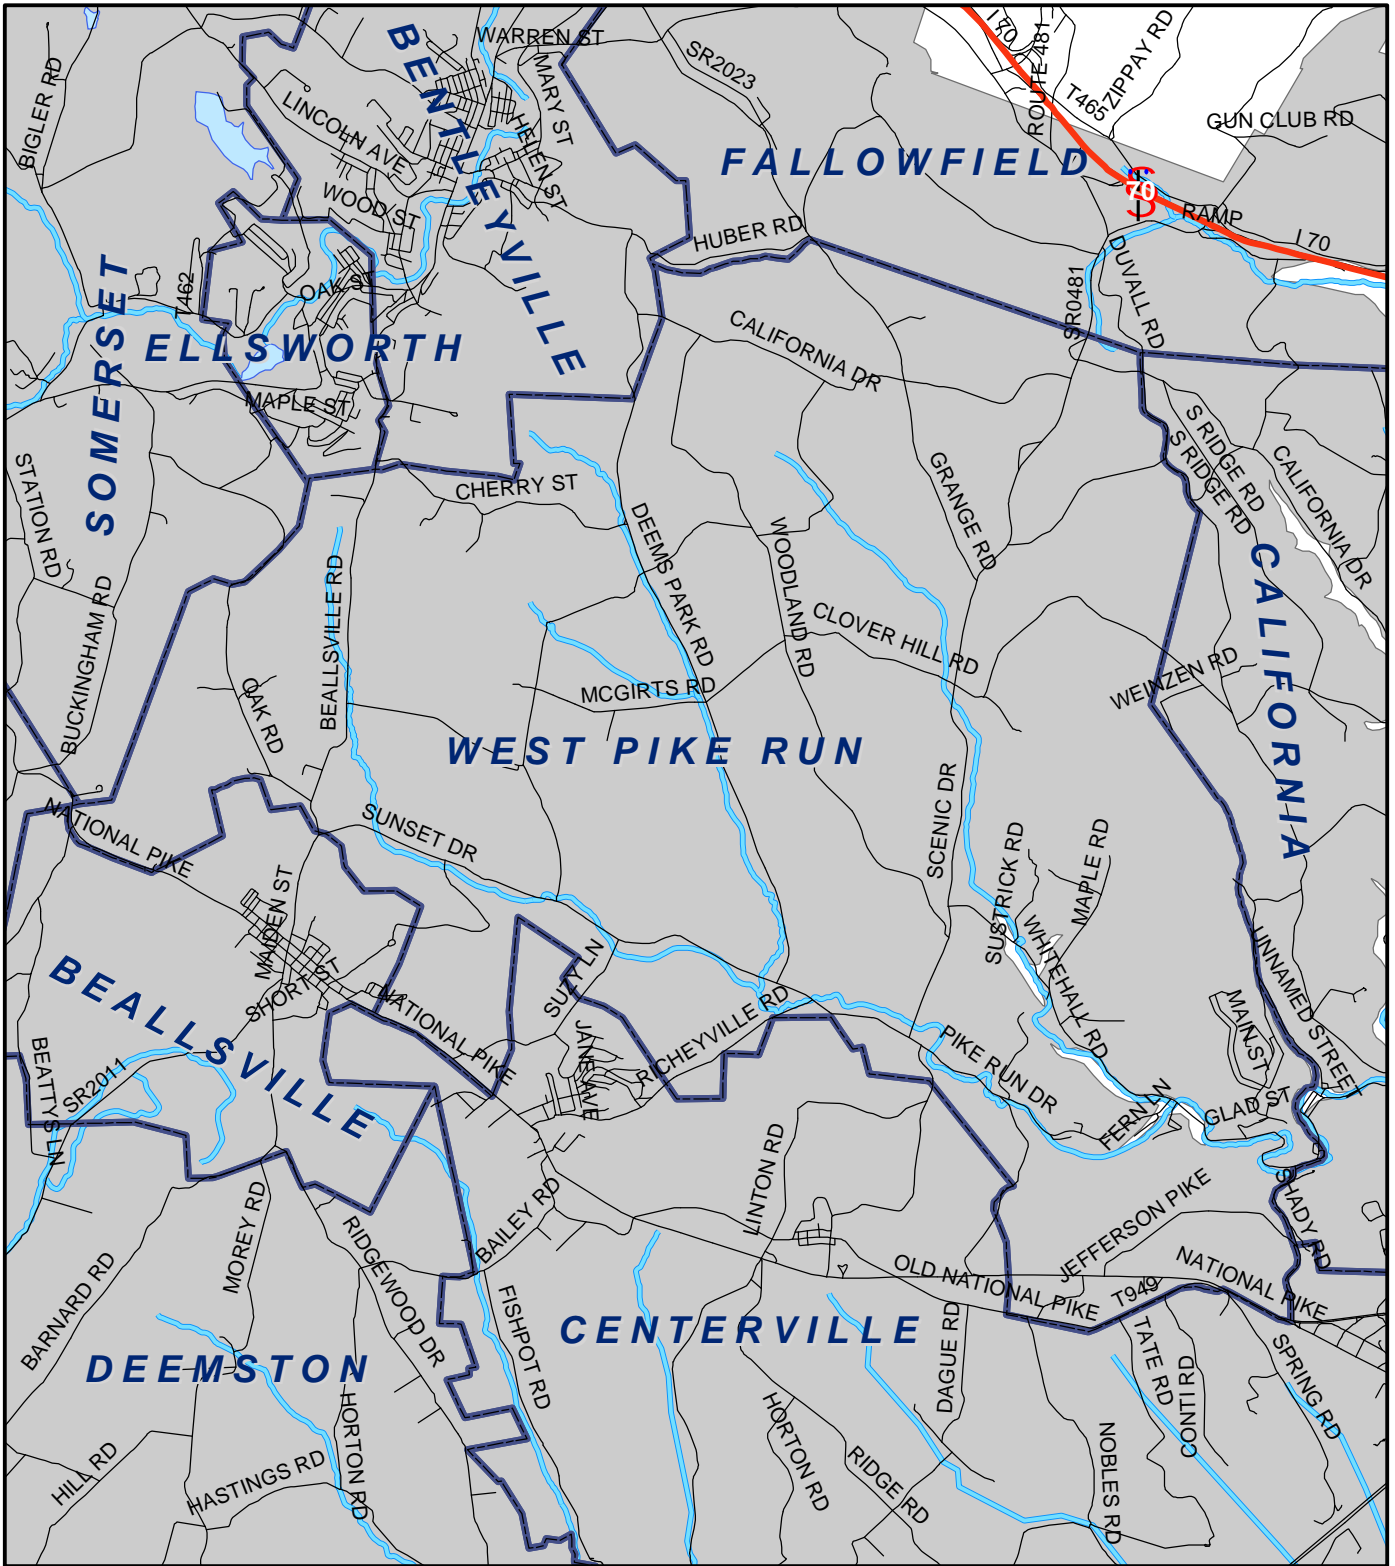 BENTLEYVILLE
WARREN ST
I 70
ROUTE 481
ZIPPAY RD
SR2023
MARY ST
BIGLER RD
T465
LINCOLN AVE
HELEN ST
GUN CLUB RD
FALLOWFIELD
70
WOOD ST
RAMP
HUBER RD
I 70
T462
OAK ST
SR0481
DUVALL RD
SOMERSET
ELLSWORTH
CALIFORNIA DR
MAPLE ST
S RIDGE RD
S RIDGE RD
CALIFORNIA DR
STATION RD
CHERRY ST
GRANGE RD
DEEMS PARK RD
WOODLAND RD
CALIFORNIA
BUCKINGHAM RD
BEALLSVILLE RD
CLOVER HILL RD
WEINZEN RD
MCGIRTS RD
OAK RD
WEST PIKE RUN
NATIONAL PIKE
SUNSET DR
SCENIC DR
SUSTRICK RD
MAPLE RD
MAIDEN ST
WHITEHALL RD
UNNAMED STREET
BEALLSVILLE
SHORT ST
NATIONAL PIKE
SUZY LN
RICHEYVILLE RD
MAIN ST
JANE AVE
PIKE RUN DR
BEATTYS LN
SR2011
FERN LN
GLAD ST
LINTON RD
SHADY RD
JEFFERSON PIKE
MOREY RD
BAILEY RD
RIDGEWOOD DR
BARNARD RD
OLD NATIONAL PIKE
T949
NATIONAL PIKE
FISHPOT RD
CENTERVILLE
DAGUE RD
TATE RD
CONTI RD
SPRING RD
DEEMSTON
HORTON RD
HORTON RD
RIDGE RD
NOBLES RD
HILL RD
HASTINGS RD